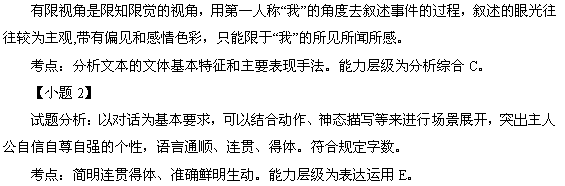 有限视角是限知限觉的视角，用第一人称“我”的角度去叙述事件的过程，叙述的眼光往
往较为主观,带有偏见和感情色彩，只能限于“我”的所见所闻所感。
考点：分析文本的文体基本特征和主要表现手法。能力层级为分析综合 C。
【小题 2】
试题分析：以对话为基本要求，可以结合动作、神态描写等来进行场景展开，突出主人
公自信自尊自强的个性，语言通顺、连贯、得体。符合规定字数。
考点：简明连贯得体、准确鲜明生动。能力层级为表达运用 E。